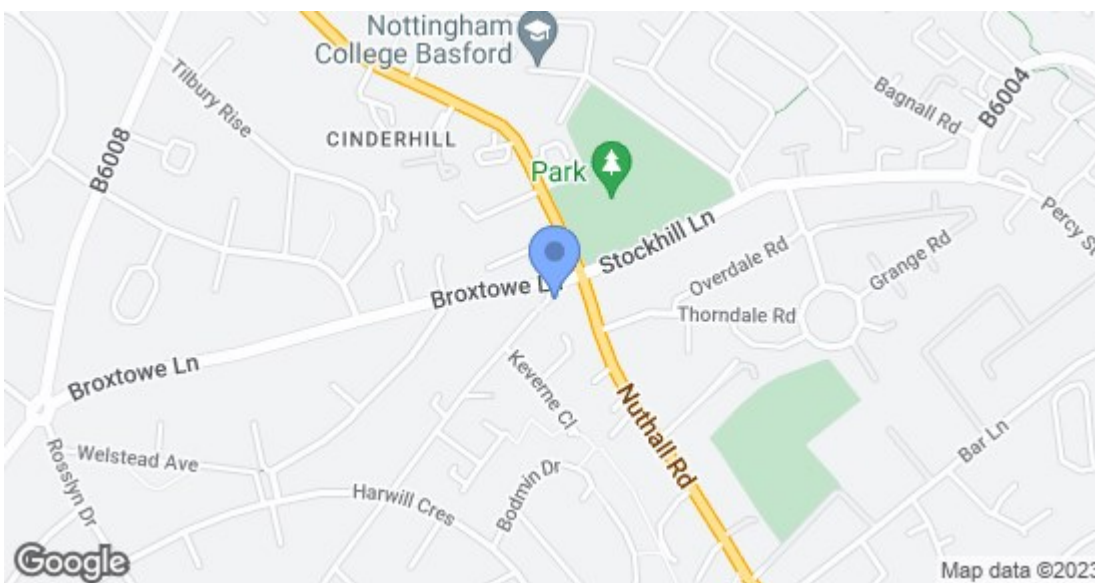 Nottingham
College Basford
Tilbury Rise
Bagnall Rd
B6004
B6008
CINDERHILL
Park
Stockhill Ln
Percy St
Grange Rd
Overdale Rd
Broxtowe Ln
Thorndale Rd
Broxtowe Ln
Keverne Cl
Nuthall Rd
Bar Ln
Rosslyn Dr
Welstead Ave
Bodmin Dr
Harwill Cres
Google
Map data ©2023